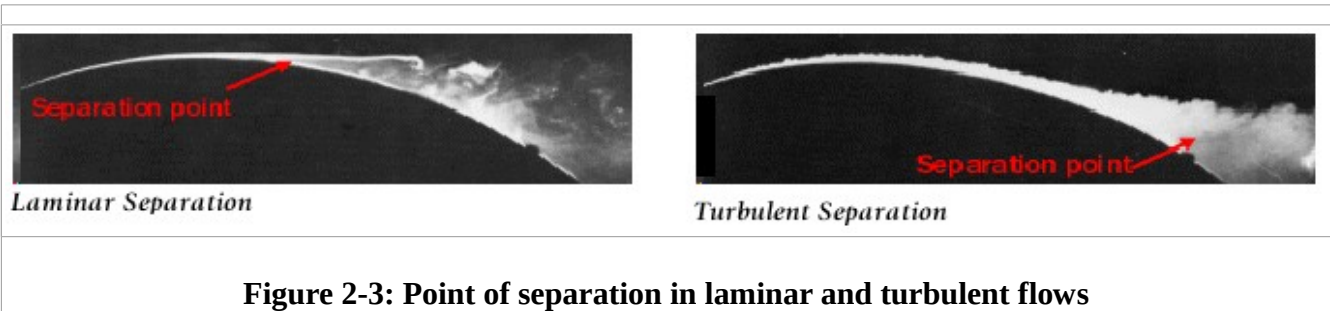 Separation point
Separation point
Laminar Separation
Turbulent Separation
Figure 2-3: Point of separation in laminar and turbulent flows